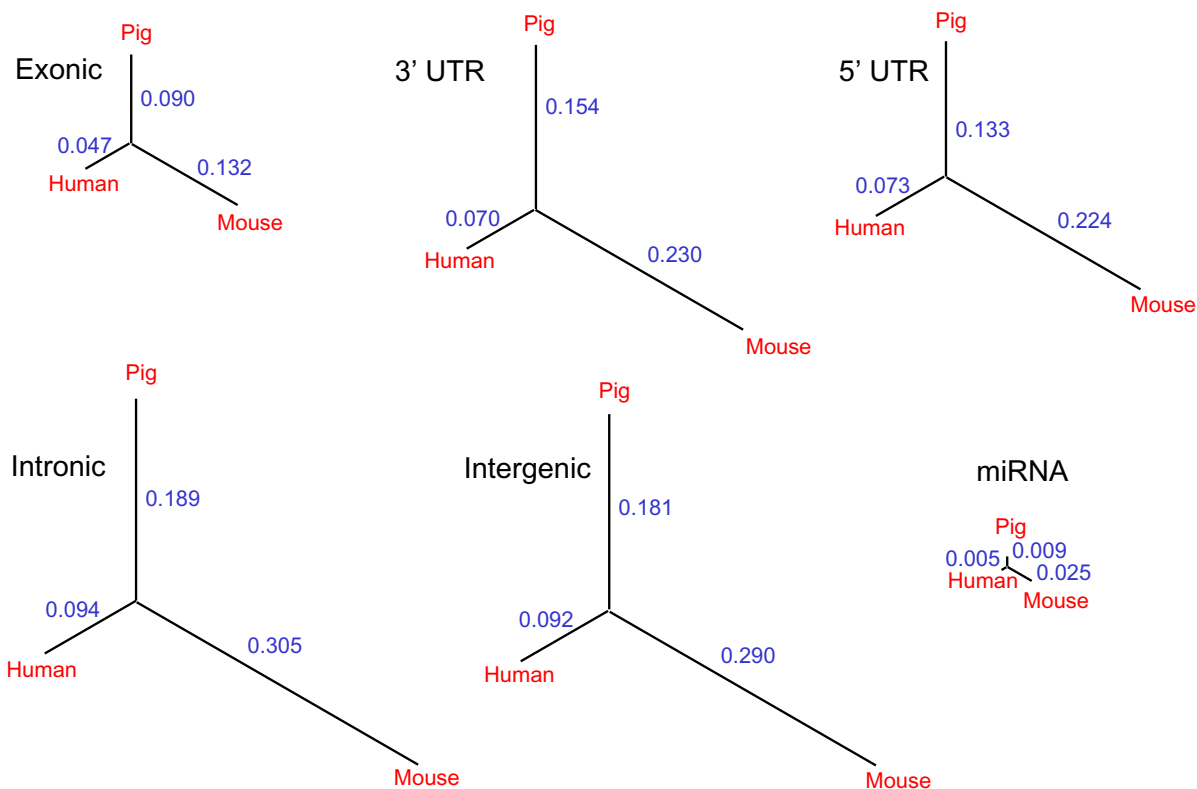 Pig
Exonic
0.090
0.047
0.132
Human
Mouse
Pig
3’ UTR
0.154
0.070
0.230
Human
Mouse
Pig
5’ UTR
0.133
0.073
0.224
Human
Mouse
Pig
Intronic
0.189
0.094
0.305
Human
Mouse
Pig
Intergenic
0.181
0.092
0.290
Human
Mouse
miRNA
Pig
0.005
0.009
Human
0.025
Mouse